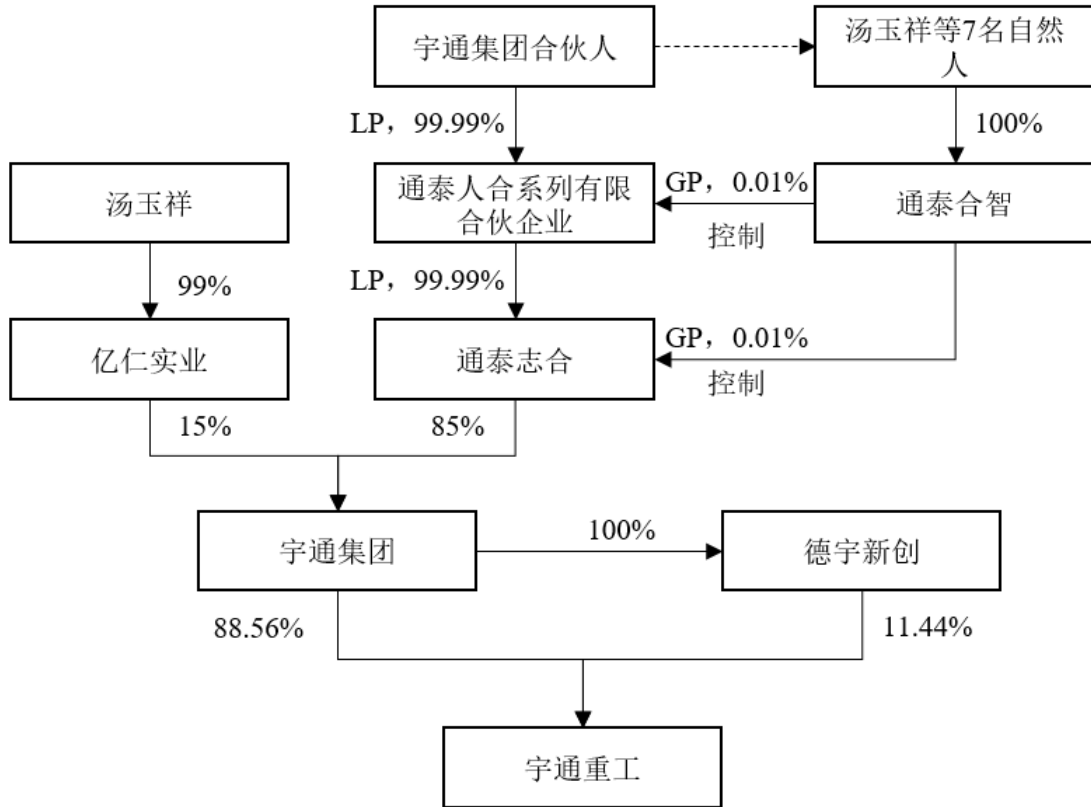 宇通集团合伙人
汤玉祥等7名自然
人
LP，99.99%
100%
汤玉祥
通泰人合系列有限
合伙企业
GP，0.01%
控制
通泰合智
99%
LP，99.99%
亿仁实业
通泰志合
GP，0.01%
控制
15%
85%
宇通集团
100%
德宇新创
88.56%
11.44%
宇通重工